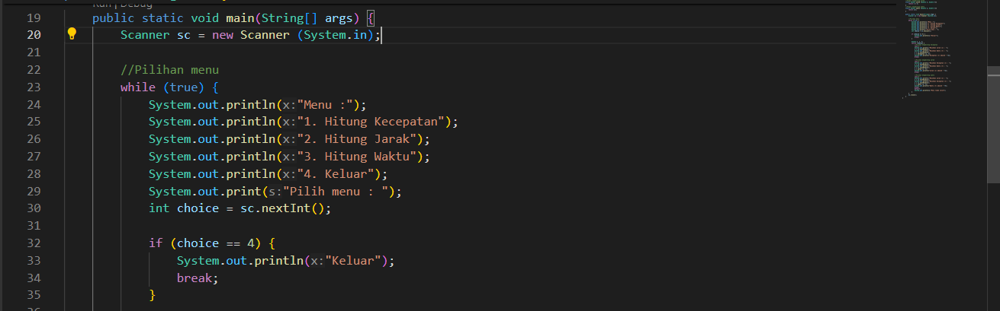 Run | Debug
19 public static void main(String[] args) {
20 Scanner sc = new Scanner (System.in);
21
22 //Pilihan menu
23 while (true) {
24 System.out.println(x:"Menu :");
25 System.out.println(x:"1. Hitung Kecepatan");
26 System.out.println(x:"2. Hitung Jarak");
27 System.out.println(x:"3. Hitung Waktu");
28 System.out.println(x:"4. Keluar");
29 System.out.print(s:"Pilih menu : ");
30 int choice = sc.nextInt();
31
32 if (choice == 4) {
33 System.out.println(x:"Keluar");
34 break;
35 }
36